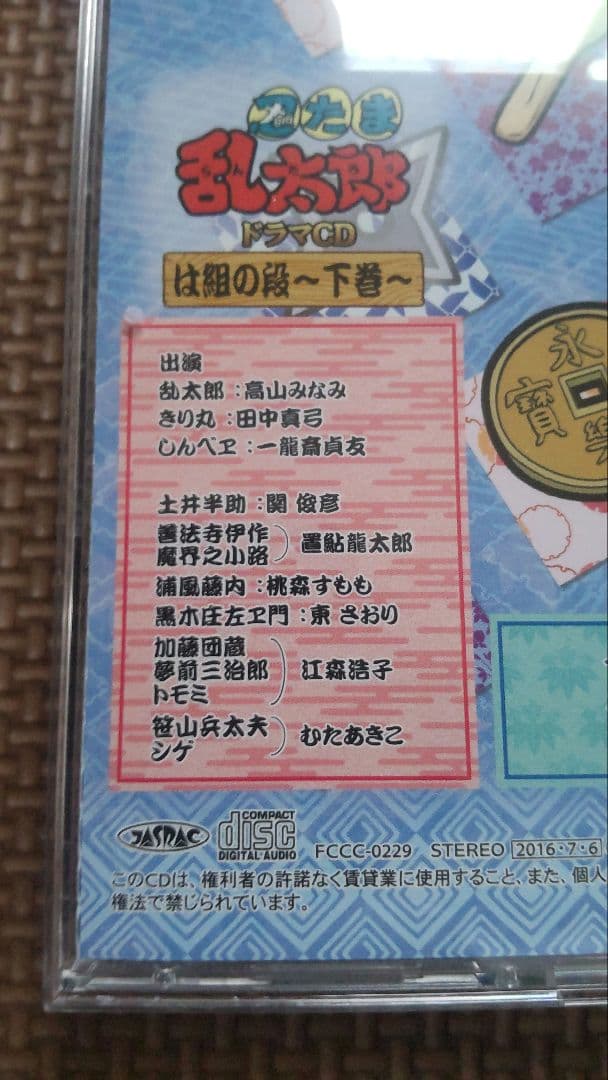 忍たま
乱太郎
ドラマCD
は組の段〜下巻〜
出演
乱太郎：高山みなみ
きり丸：田中真弓
しんべヱ：一龍斎貞友
土井半助：関 俊彦
善法寺伊作
魔界之小路
置鮎龍太郎
浦風藤内：桃森すもも
黒木庄左ヱ門：東 さおり
加藤団蔵
夢前三治郎
トモミ
江森浩子
笹山兵太夫
シゲ
むたあきこ
永
寶
JASRAC
COMPACT
disc
DIGITAL AUDIO
FCCC-0229 STEREO 2016・7・6
このCDは、権利者の許諾なく賃貸業に使用すること、また、個人
権法で禁じられています。